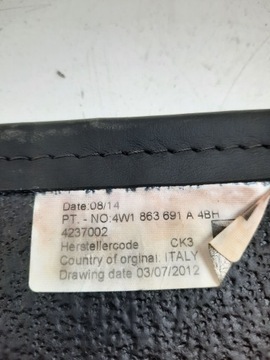 Date:08/14
PT. - NO:4W1 863 691 A 4BH
4237002
Herstellercode CK3
Country of orginal: ITALY
Drawing date 03/07/2012